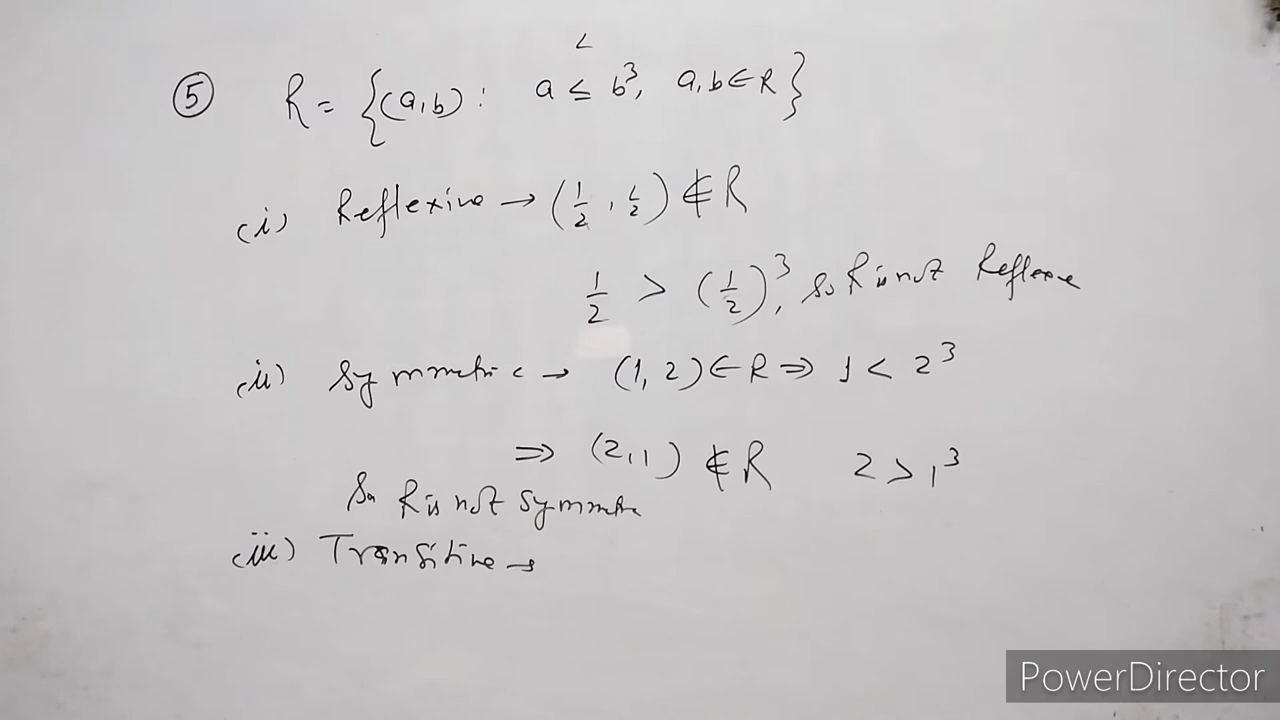 <
⑤ R = {(a,b) : a ≤ b³, a,b ∈ R}
(i) Reflexive → (1/2, 1/2) ∉ R
1/2 > (1/2)³, So R is not Reflexive
(ii) Symmetric → (1, 2) ∈ R ⇒ 1 < 2³
⇒ (2,1) ∉ R 2 > 1³
So R is not Symmetric
(iii) Transitive →
PowerDirector